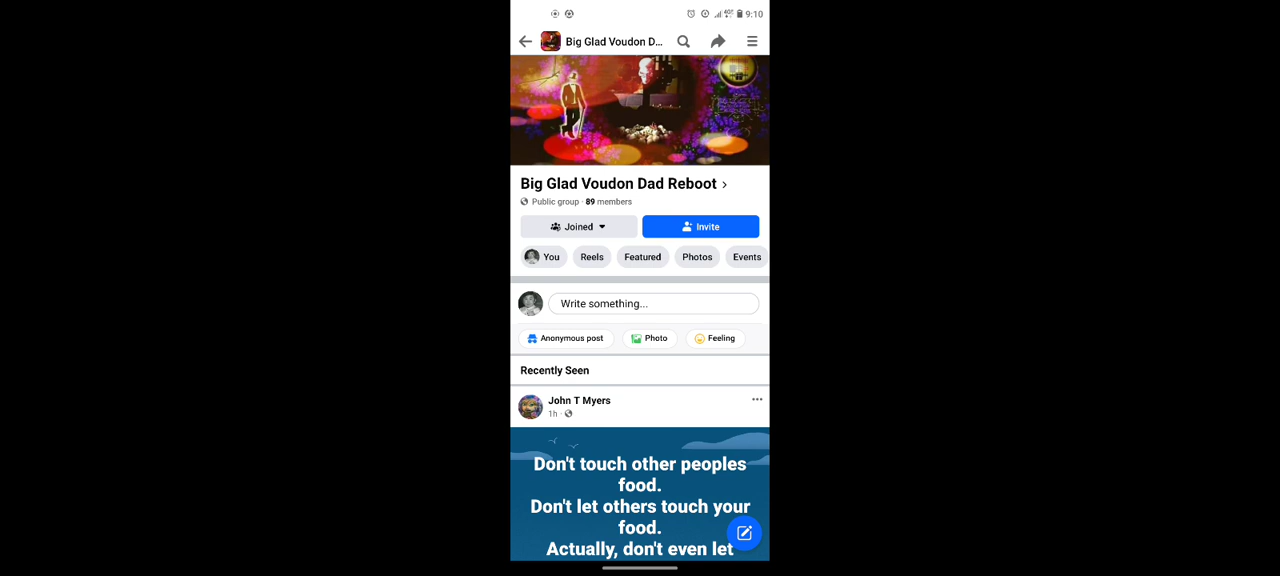 9:10
Big Glad Voudon D...
Big Glad Voudon Dad Reboot
Public group · 89 members
Joined
Invite
You
Reels
Featured
Photos
Events
Write something...
Anonymous post
Photo
Feeling
Recently Seen
John T Myers
1h ·
Don't touch other peoples
food.
Don't let others touch your
food.
Actually, don't even let